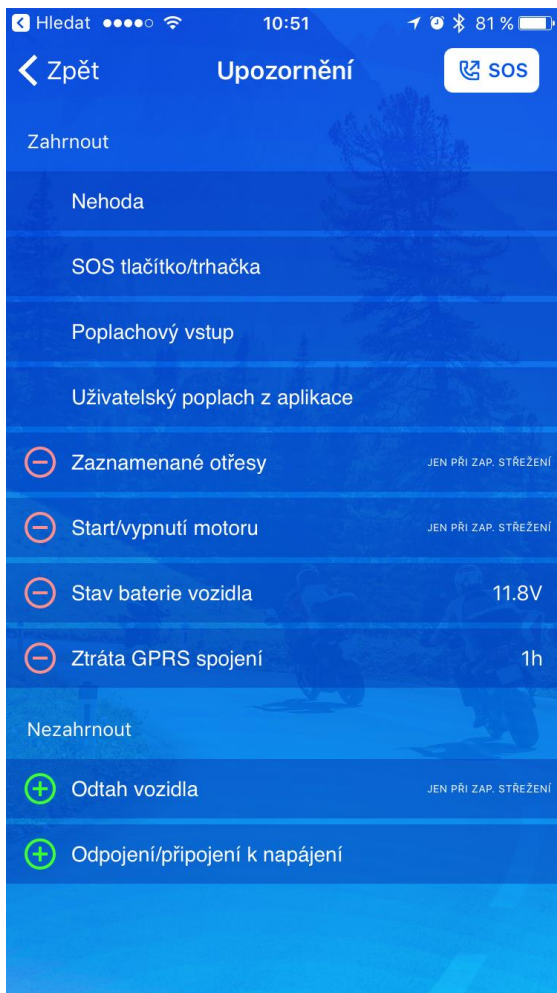 Hledat 10:51 81 %
Zpět Upozornění SOS
Zahrnout
Nehoda
SOS tlačítko/trhačka
Poplachový vstup
Uživatelský poplach z aplikace
Zaznamenané otřesy JEN PŘI ZAP. STŘEŽENÍ
Start/vypnutí motoru JEN PŘI ZAP. STŘEŽENÍ
Stav baterie vozidla 11.8V
Ztráta GPRS spojení 1h
Nezahrnout
Odtah vozidla JEN PŘI ZAP. STŘEŽENÍ
Odpojení/připojení k napájení